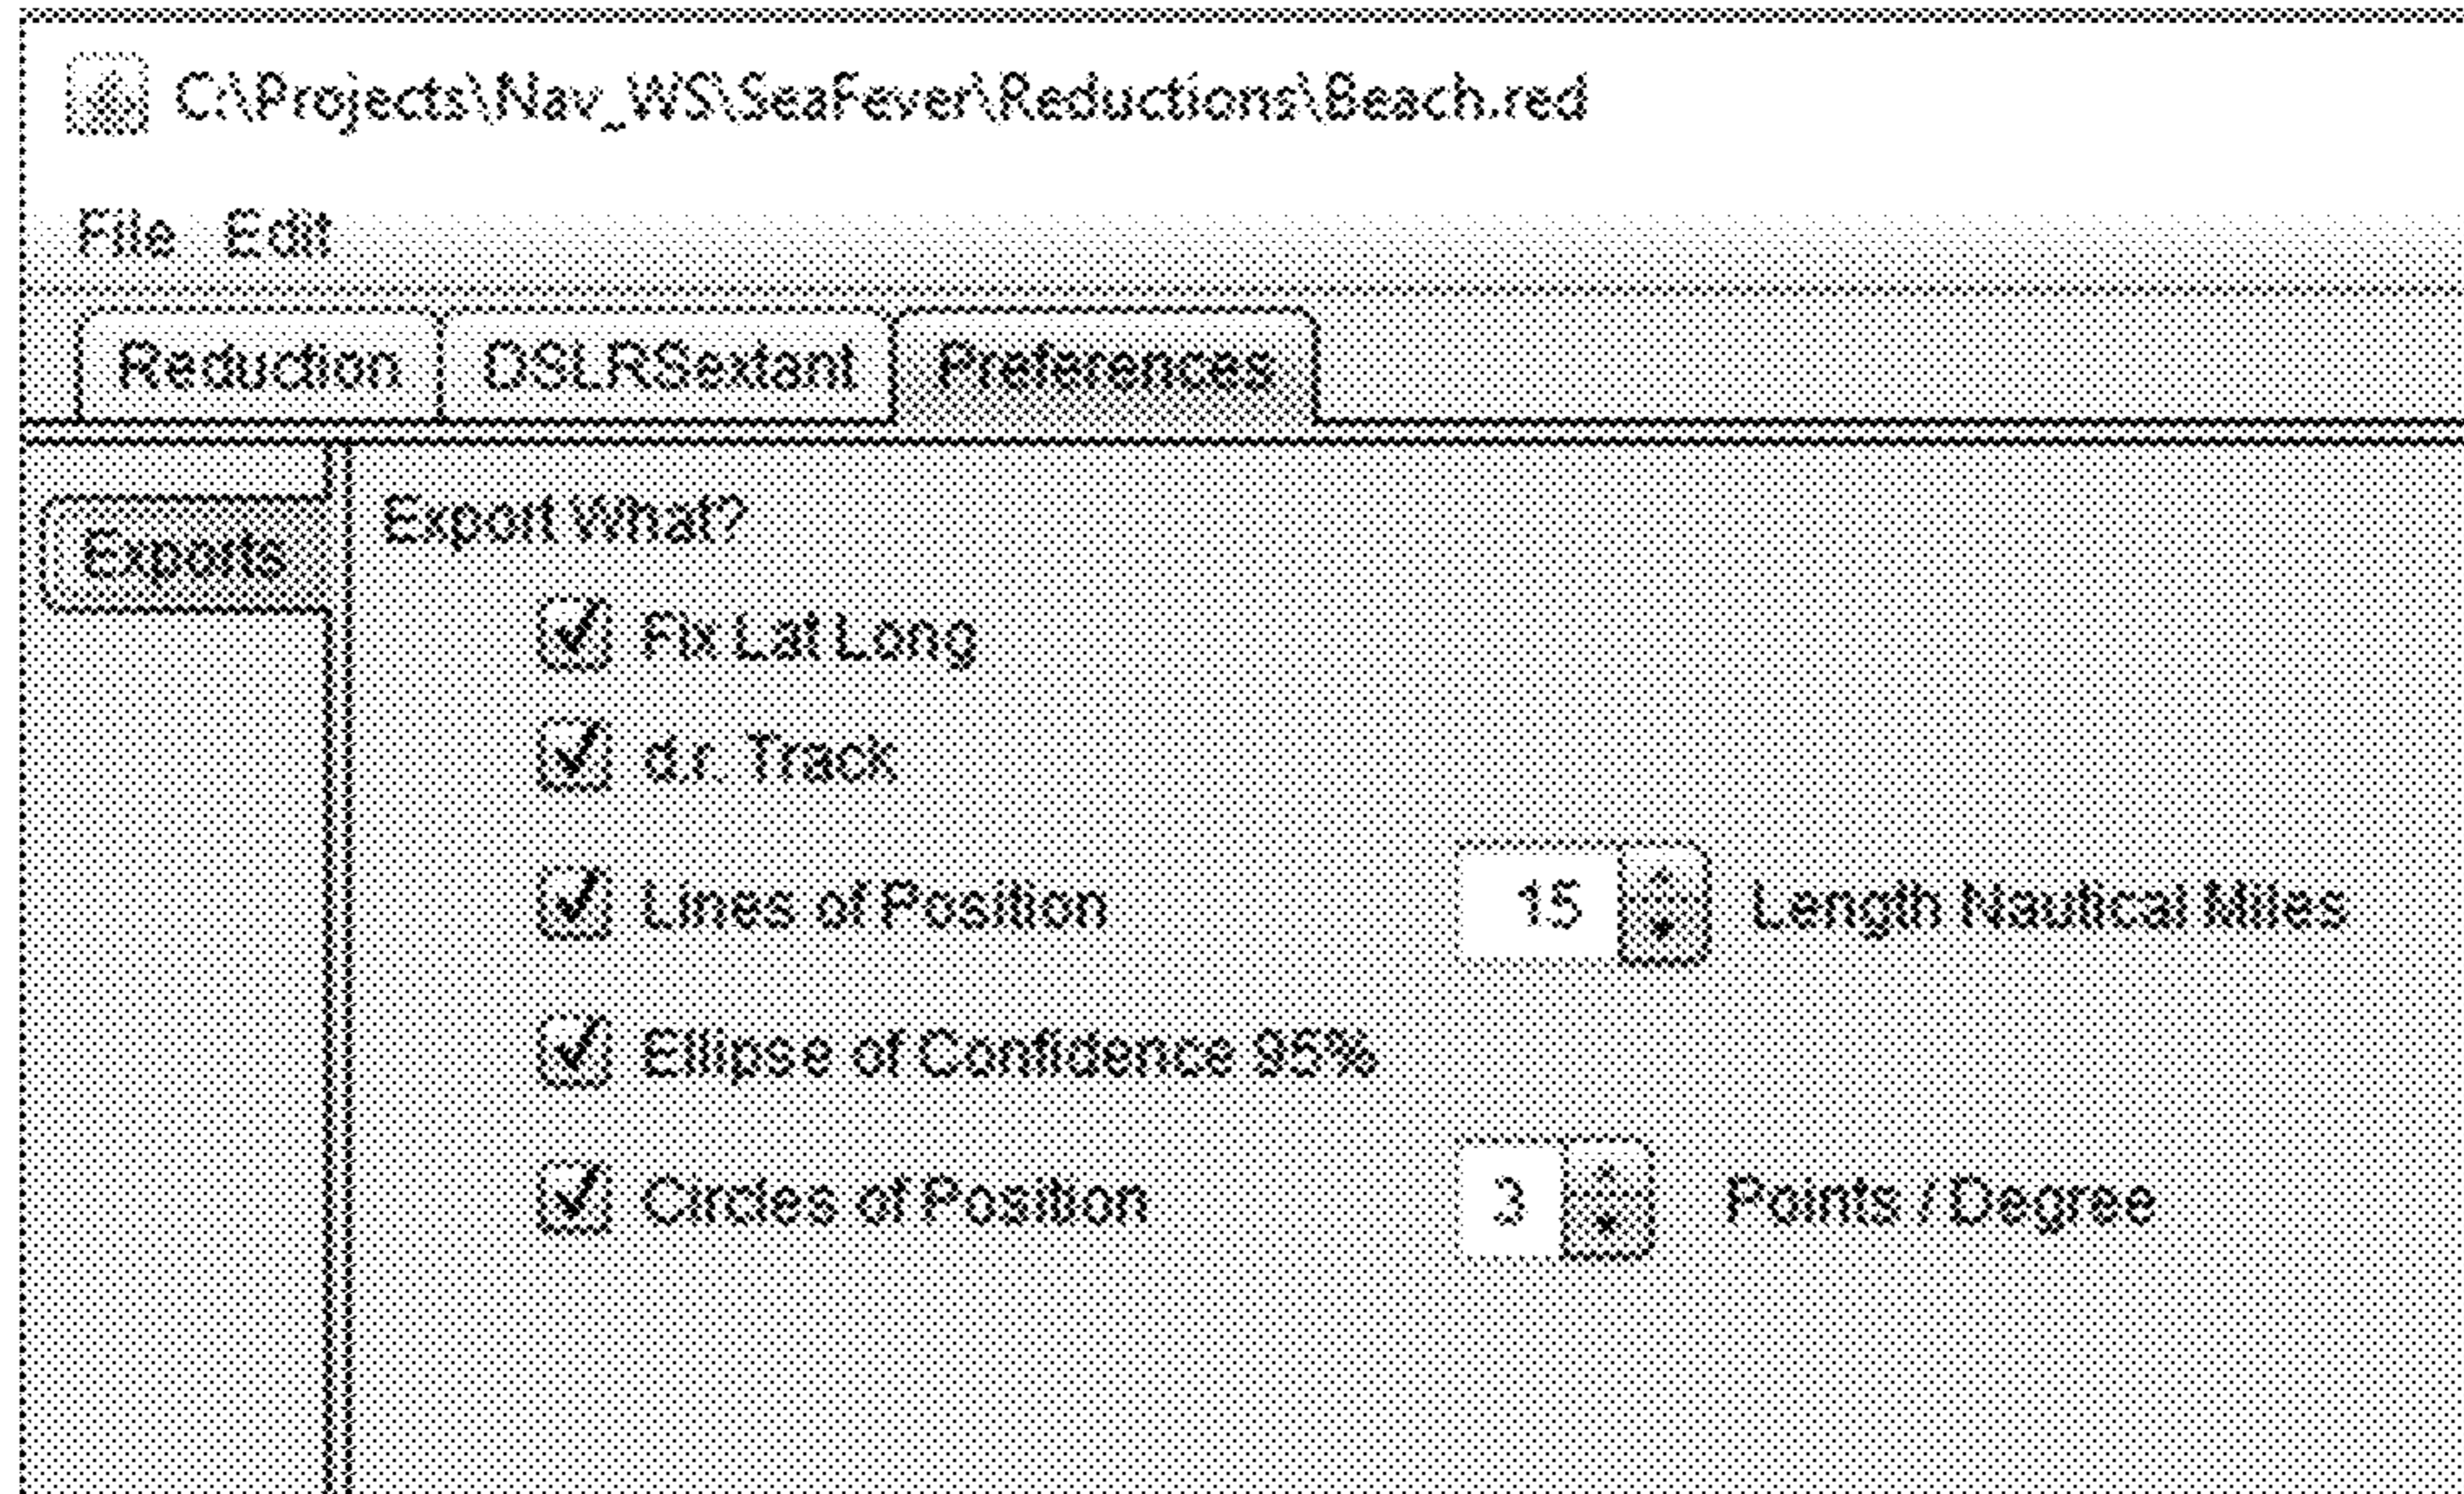 C:\Projects\Nav_WS\SeaFever\Reductions\Beach.red
File Edit
Reduction DSLRSextant Preferences
Exports
Export What?
Fix Lat Long
d.r. Track
Lines of Position 15 Length Nautical Miles
Ellipse of Confidence 95%
Circles of Position 3 Points / Degree